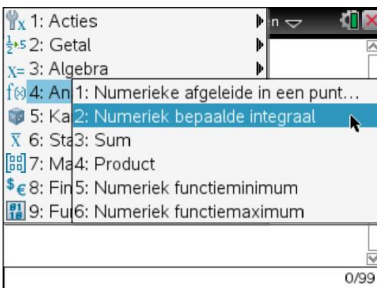 1: Acties
2: Getal
3: Algebra
4: An
5: Ka
6: Sta
7: Ma
8: Fin
9: Fu
1: Numerieke afgeleide in een punt...
2: Numeriek bepaalde integraal
3: Sum
4: Product
5: Numeriek functieminimum
6: Numeriek functiemaximum
0/99